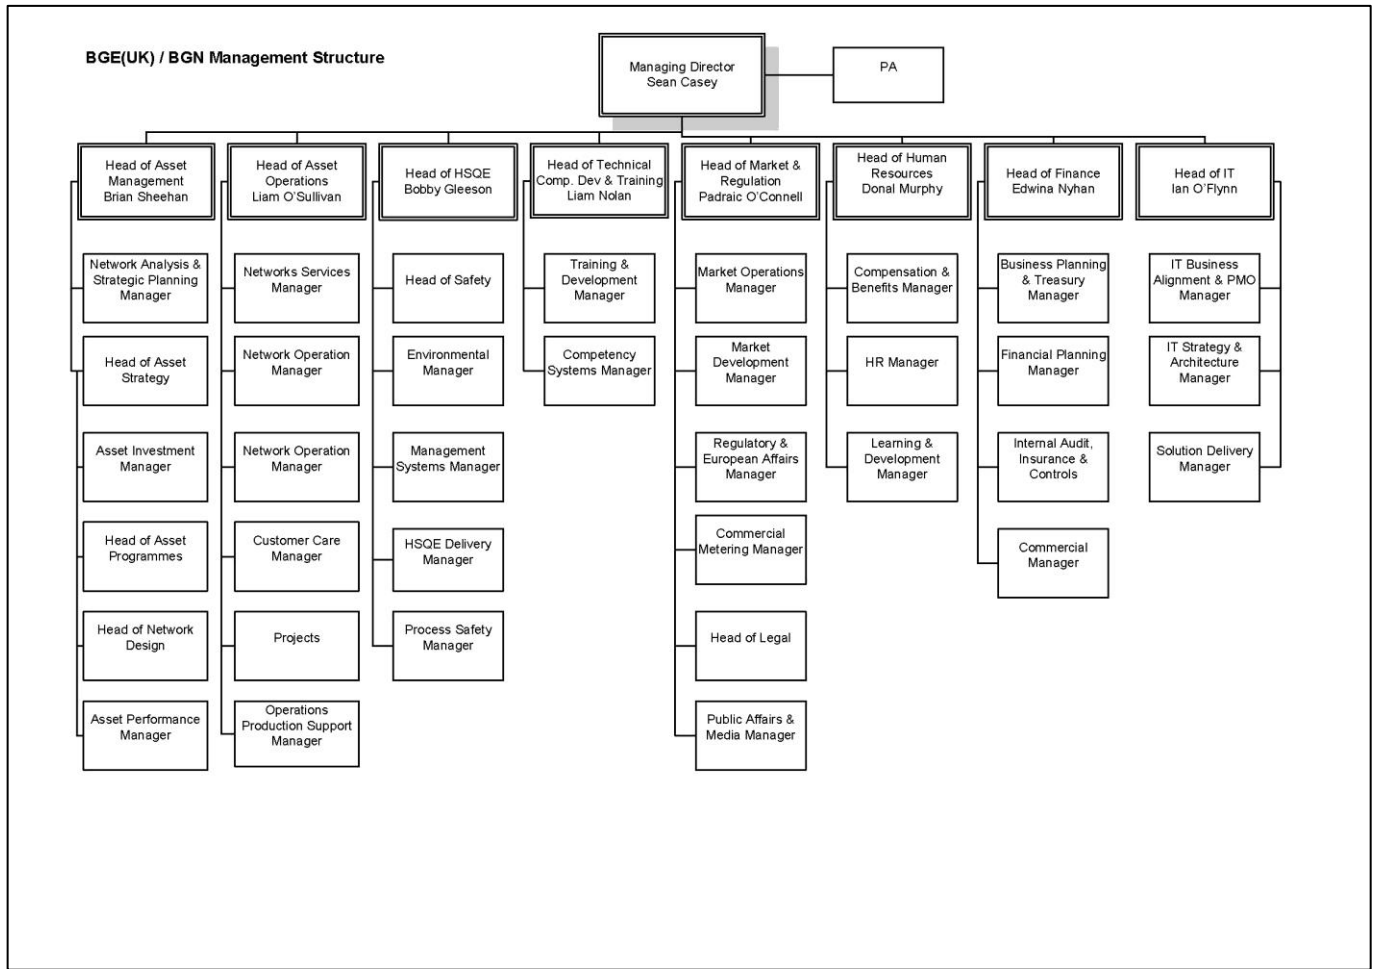 BGE(UK) / BGN Management Structure
Managing Director
Sean Casey
PA
Head of Asset
Management
Brian Sheehan
Head of Asset
Operations
Liam O'Sullivan
Head of HSQE
Bobby Gleeson
Head of Technical
Comp. Dev & Training
Liam Nolan
Head of Market &
Regulation
Padraic O'Connell
Head of Human
Resources
Donal Murphy
Head of Finance
Edwina Nyhan
Head of IT
Ian O'Flynn
Network Analysis &
Strategic Planning
Manager
Networks Services
Manager
Head of Safety
Training &
Development
Manager
Market Operations
Manager
Compensation &
Benefits Manager
Business Planning
& Treasury
Manager
IT Business
Alignment & PMO
Manager
Head of Asset
Strategy
Network Operation
Manager
Environmental
Manager
Competency
Systems Manager
Market
Development
Manager
HR Manager
Financial Planning
Manager
IT Strategy &
Architecture
Manager
Asset Investment
Manager
Network Operation
Manager
Management
Systems Manager
Regulatory &
European Affairs
Manager
Learning &
Development
Manager
Internal Audit,
Insurance &
Controls
Solution Delivery
Manager
Head of Asset
Programmes
Customer Care
Manager
HSQE Delivery
Manager
Commercial
Metering Manager
Commercial
Manager
Head of Network
Design
Projects
Process Safety
Manager
Head of Legal
Asset Performance
Manager
Operations
Production Support
Manager
Public Affairs &
Media Manager